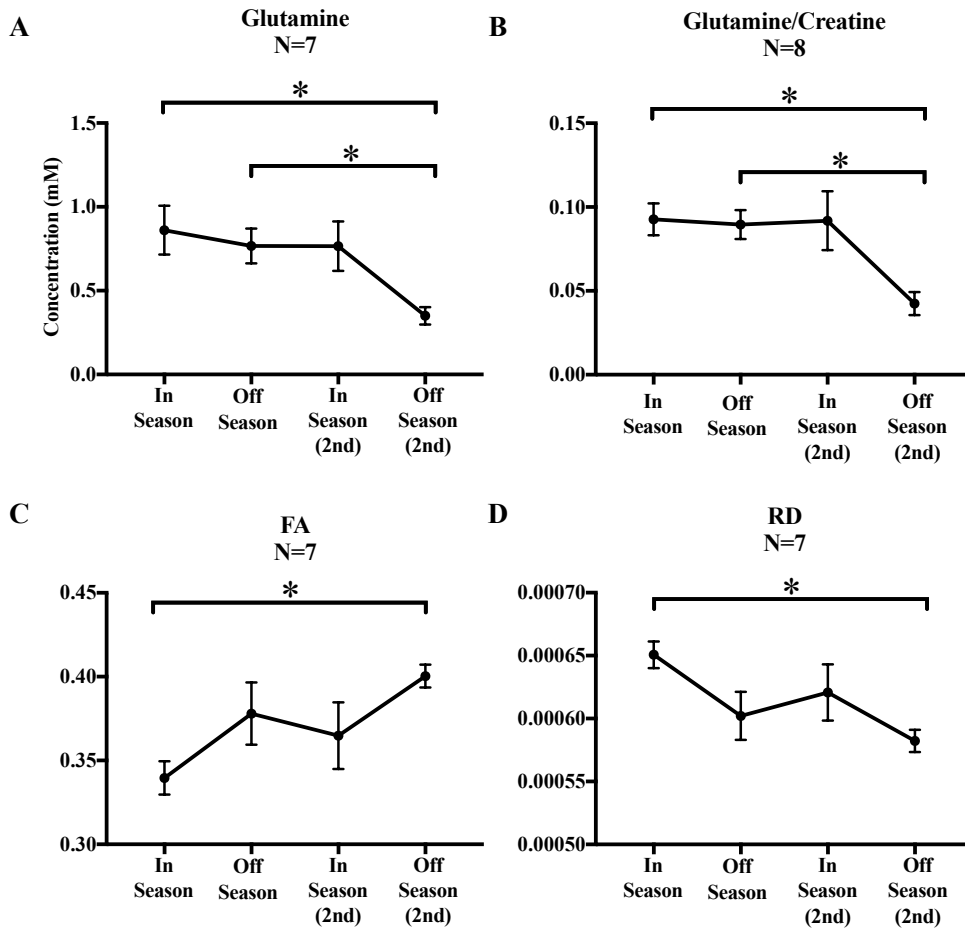 A
Glutamine
N=7
*
*
Concentration (mM)
1.5
1.0
0.5
0.0
In
Season
Off
Season
In
Season
(2nd)
Off
Season
(2nd)
B
Glutamine/Creatine
N=8
*
*
0.15
0.10
0.05
0.00
In
Season
Off
Season
In
Season
(2nd)
Off
Season
(2nd)
C
FA
N=7
*
0.45
0.40
0.35
0.30
In
Season
Off
Season
In
Season
(2nd)
Off
Season
(2nd)
D
RD
N=7
*
0.00070
0.00065
0.00060
0.00055
0.00050
In
Season
Off
Season
In
Season
(2nd)
Off
Season
(2nd)